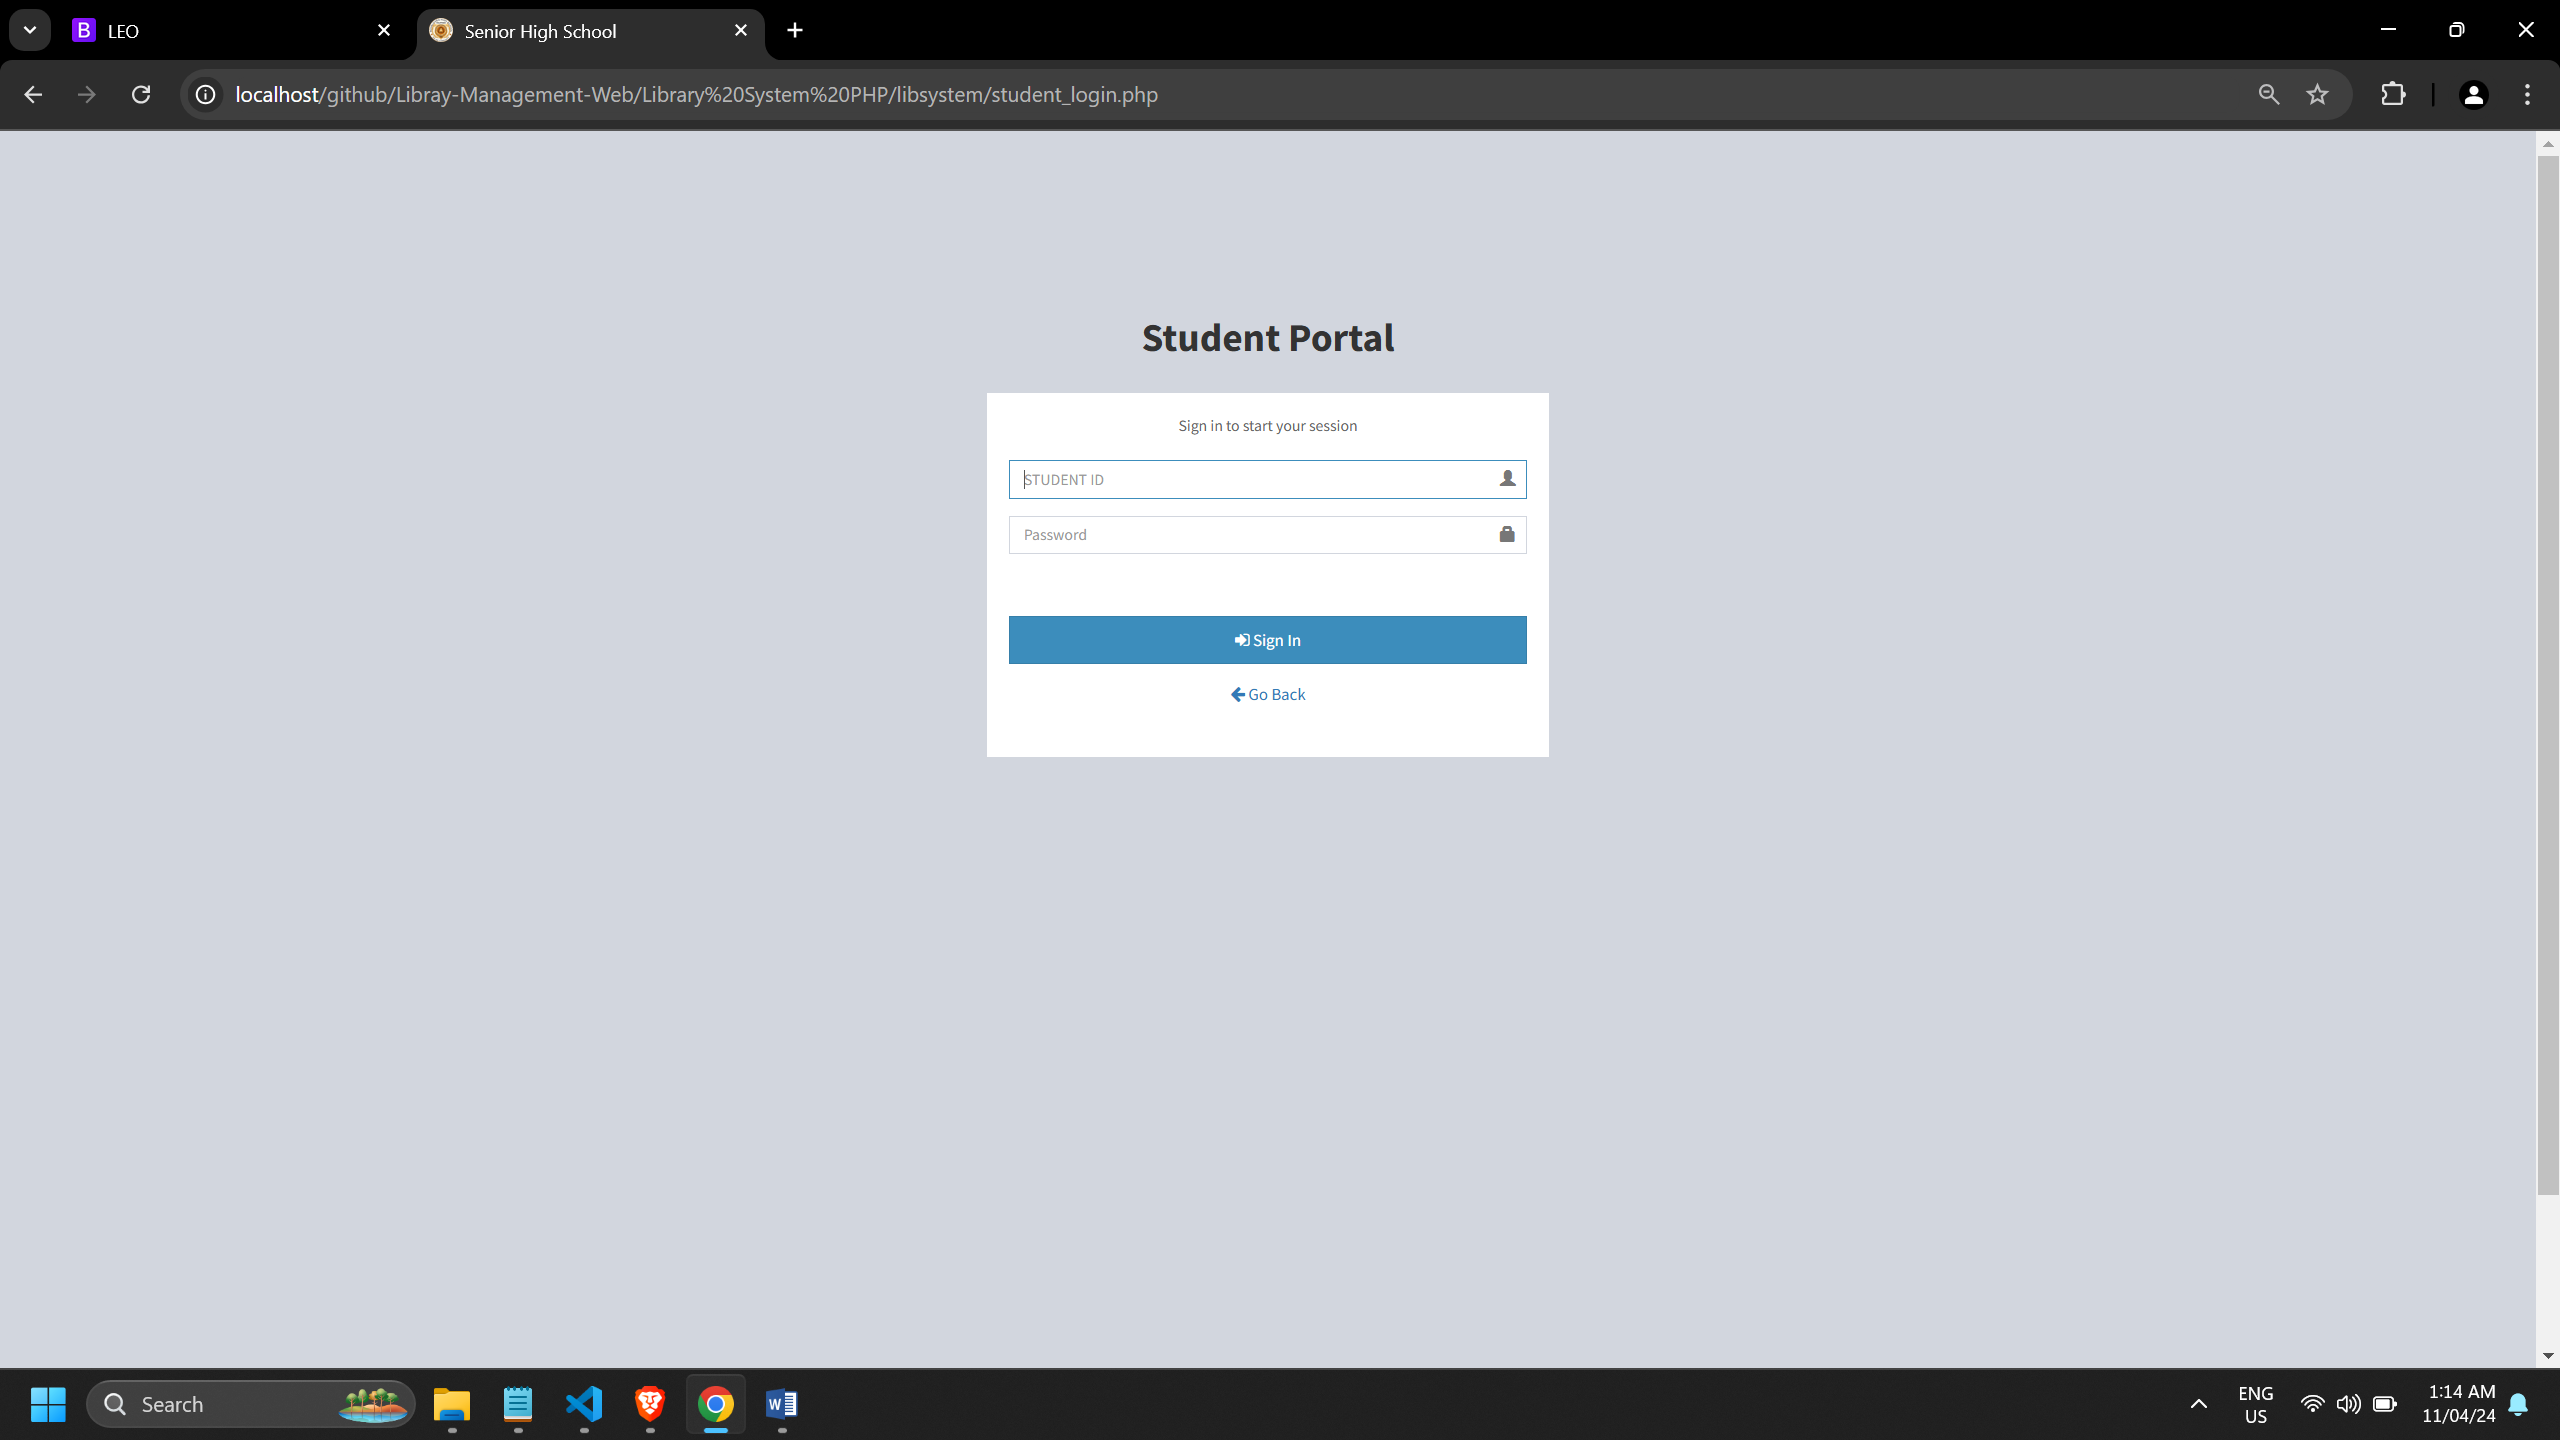 LEO
Senior High School
localhost/github/Libray-Management-Web/Library%20System%20PHP/libsystem/student_login.php
Student Portal
Sign in to start your session
STUDENT ID
Password
Sign In
Go Back
Search
ENG
US
1:14 AM
11/04/24